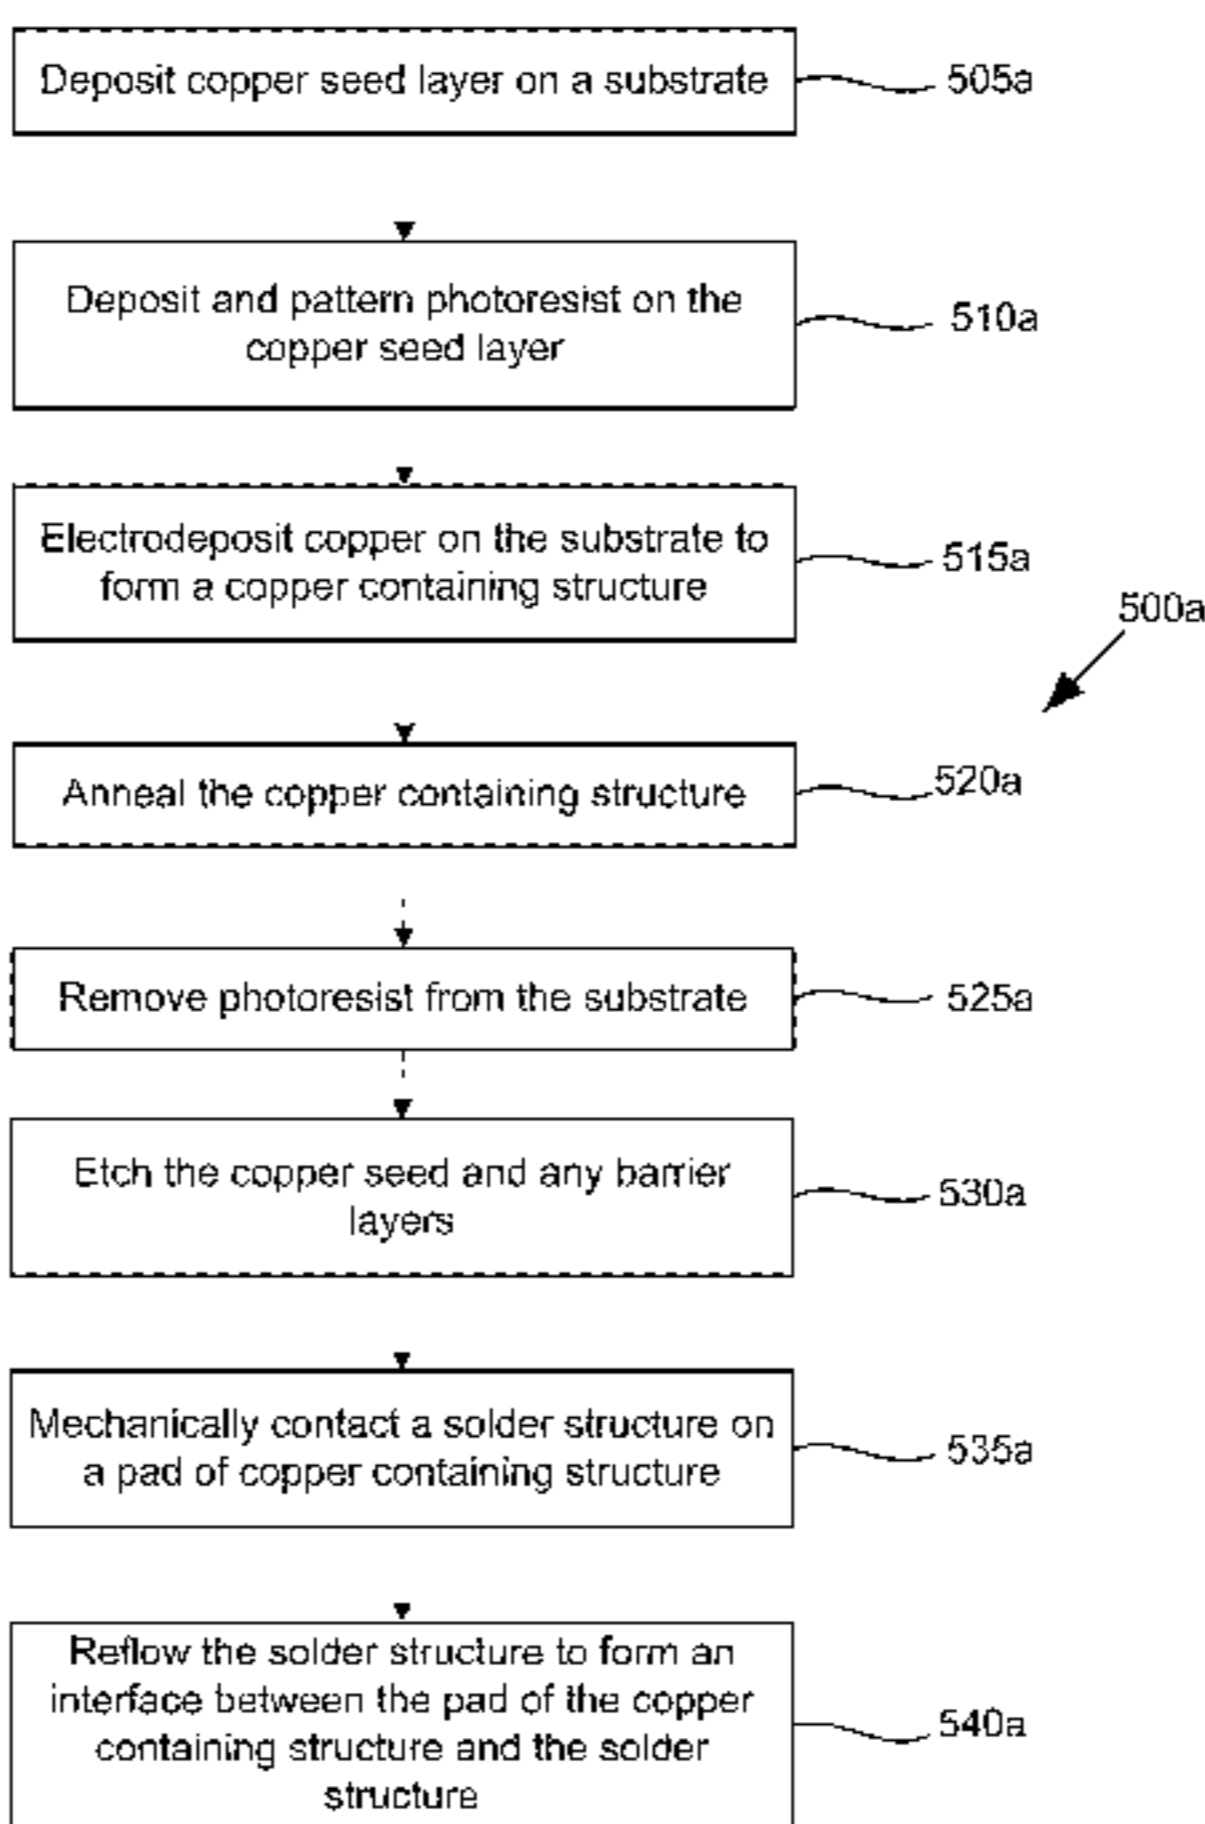 Deposit copper seed layer on a substrate
505a
Deposit and pattern photoresist on the
copper seed layer
510a
Electrodeposit copper on the substrate to
form a copper containing structure
515a
500a
Anneal the copper containing structure
520a
Remove photoresist from the substrate
525a
Etch the copper seed and any barrier
layers
530a
Mechanically contact a solder structure on
a pad of copper containing structure
535a
Reflow the solder structure to form an
interface between the pad of the copper
containing structure and the solder
structure
540a